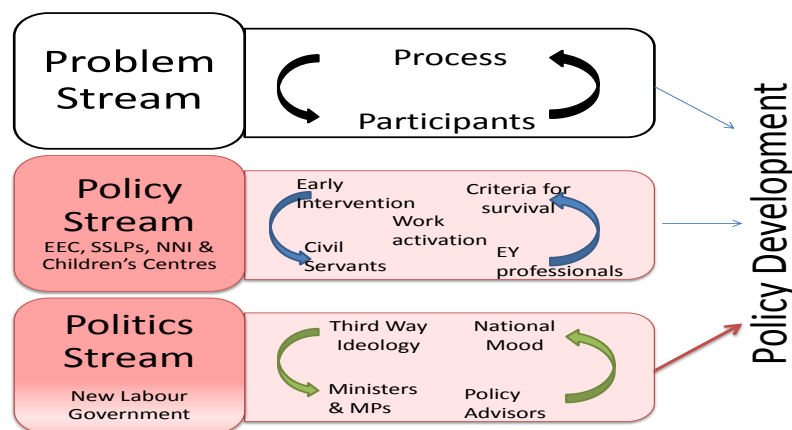 Problem
Stream
Process
Participants
Policy
Stream
EEC, SSLPs, NNI &
Children's Centres
Early
Intervention
Criteria for
survival
Work
activation
Civil
Servants
EY
professionals
Politics
Stream
New Labour
Government
Third Way
Ideology
National
Mood
Ministers
& MPs
Policy
Advisors
Policy Development